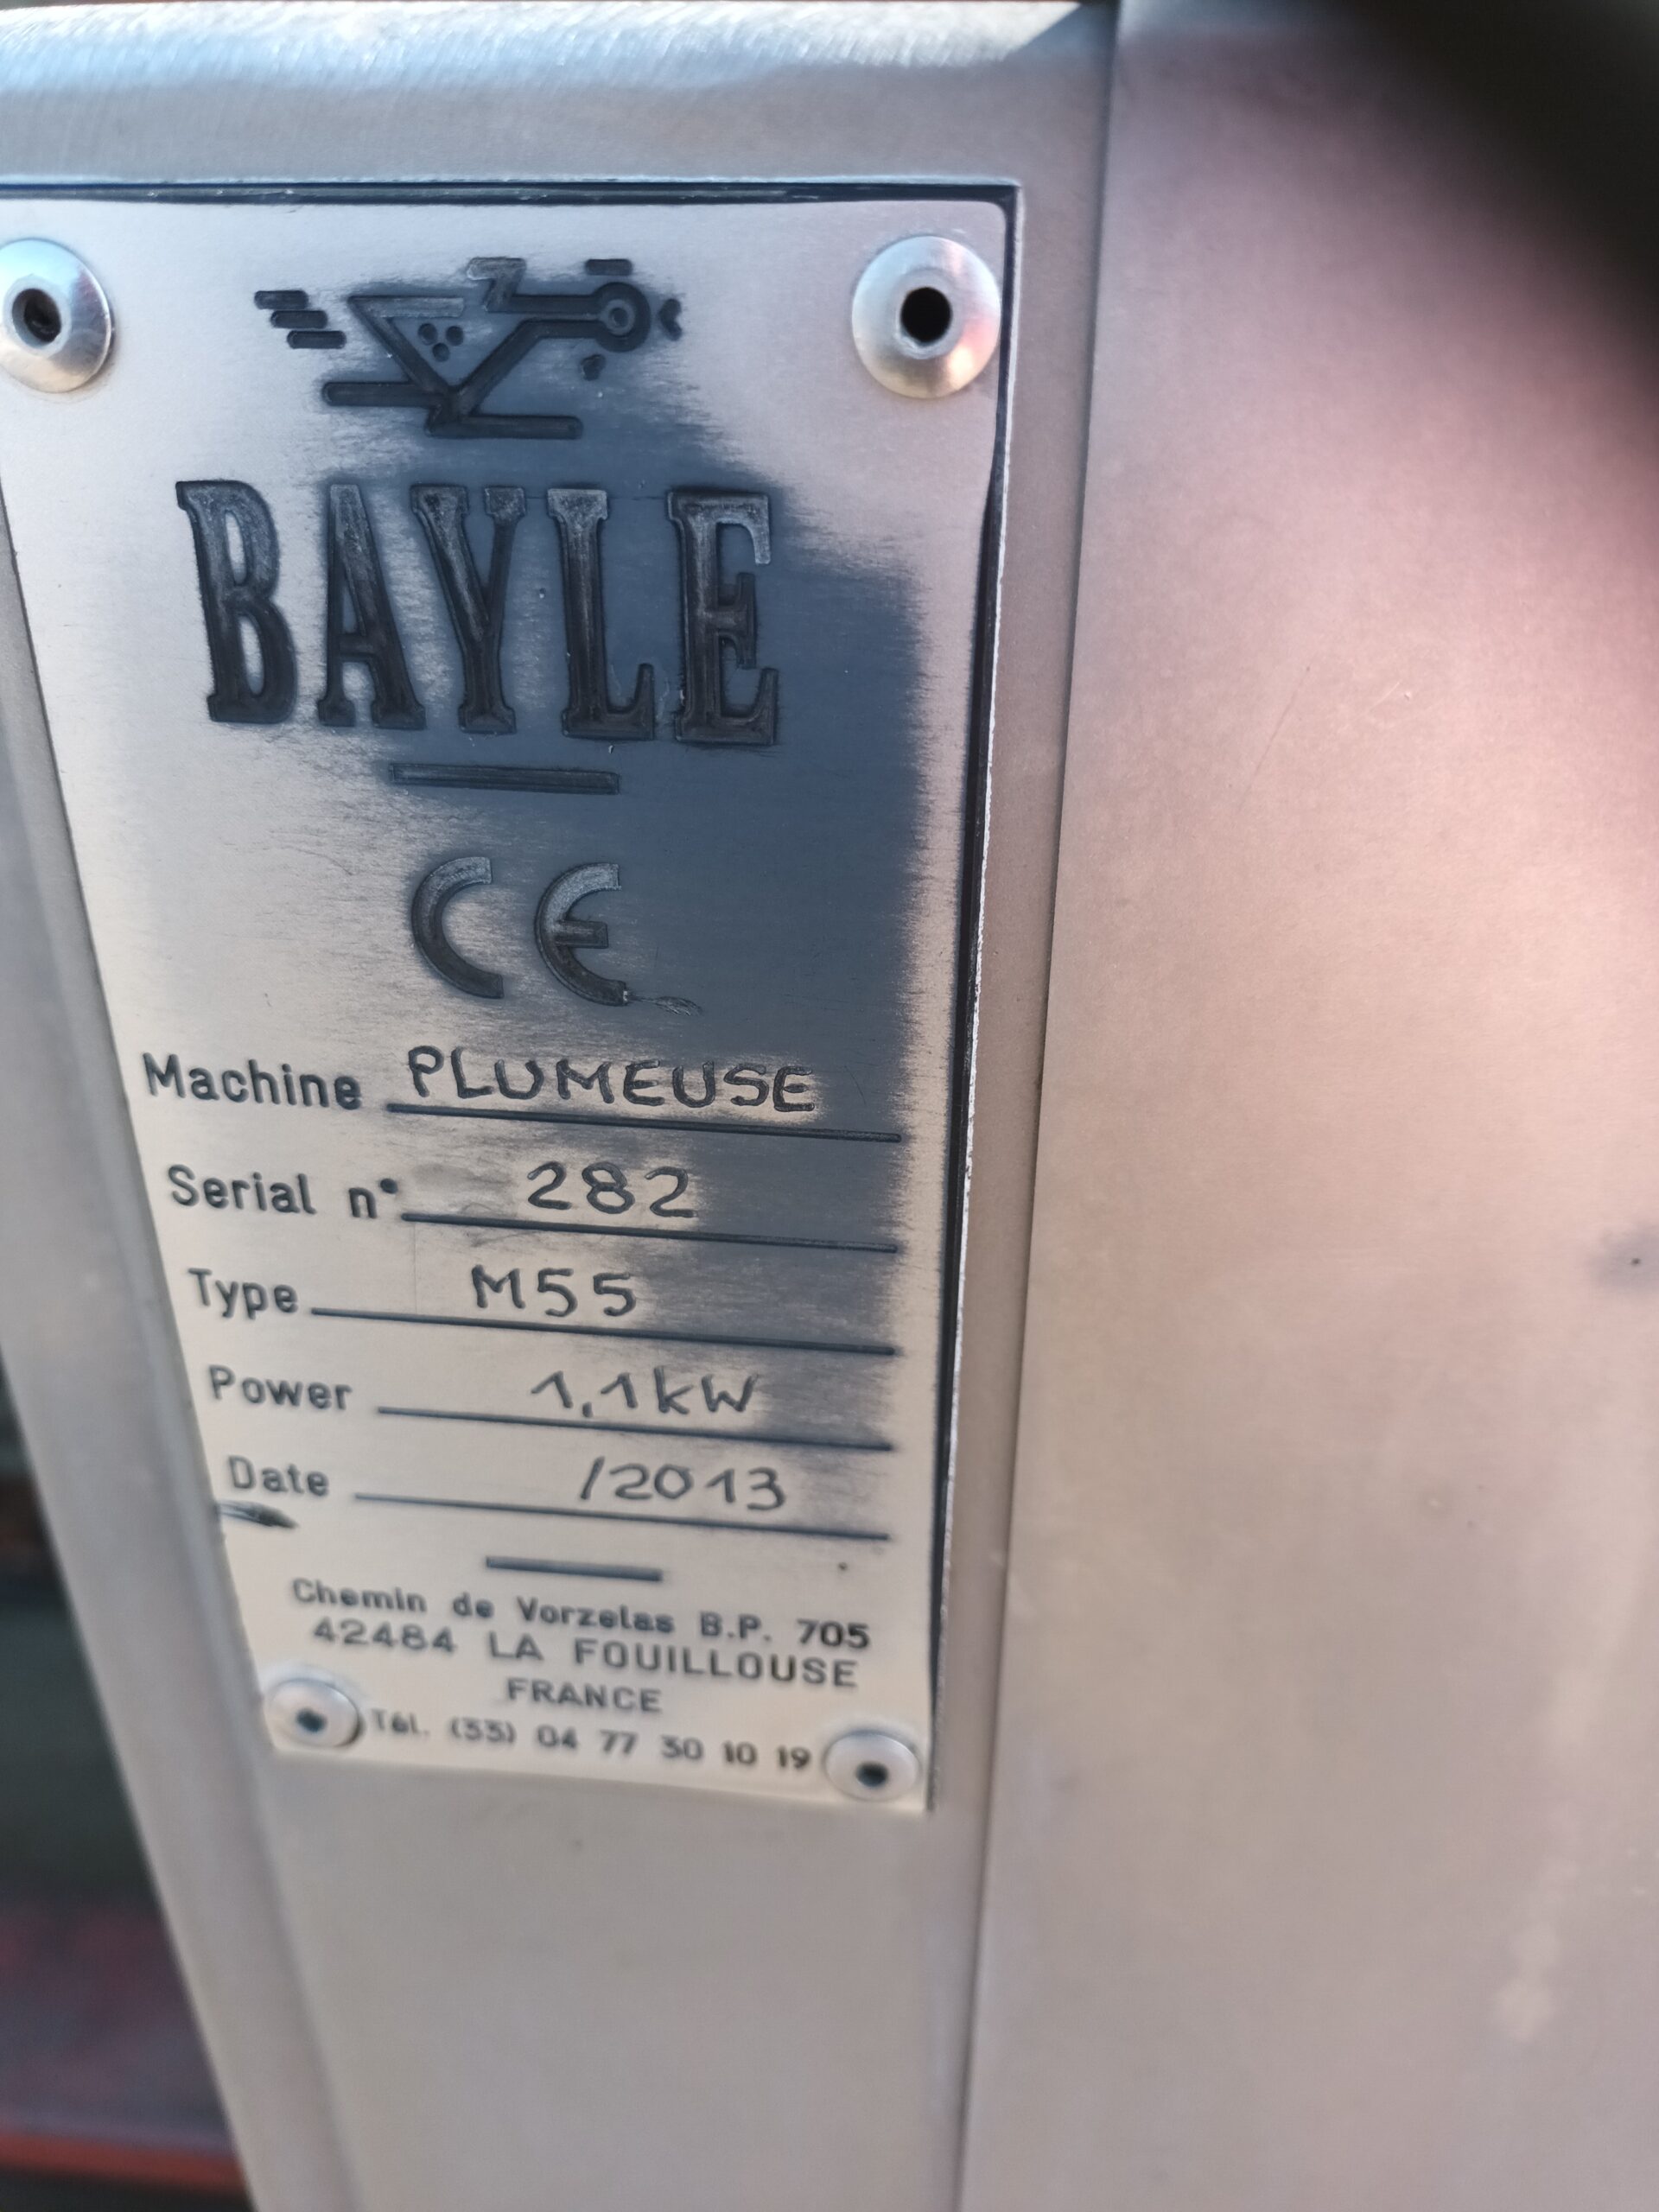 BAYLE
CE
Machine PLUMEUSE
Serial n° 282
Type M55
Power 1,1kW
Date /2013
Chemin de Vorzelas B.P. 705
42484 LA FOUILLOUSE
FRANCE
Tél. (33) 04 77 30 10 19